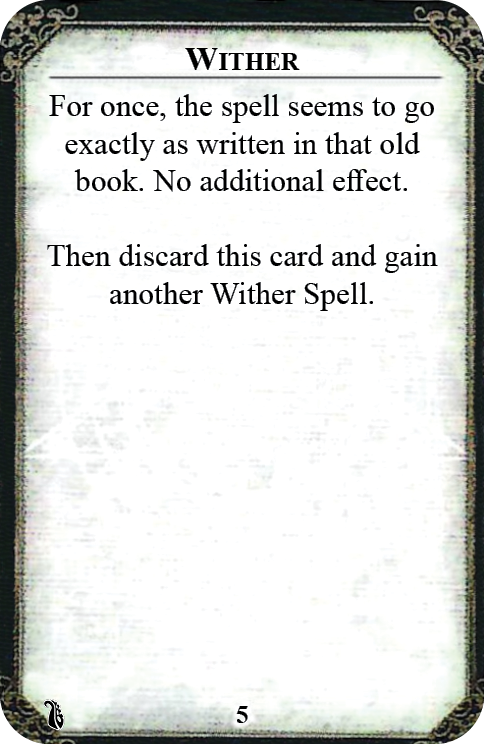 WITHER
For once, the spell seems to go
exactly as written in that old
book. No additional effect.
Then discard this card and gain
another Wither Spell.
5